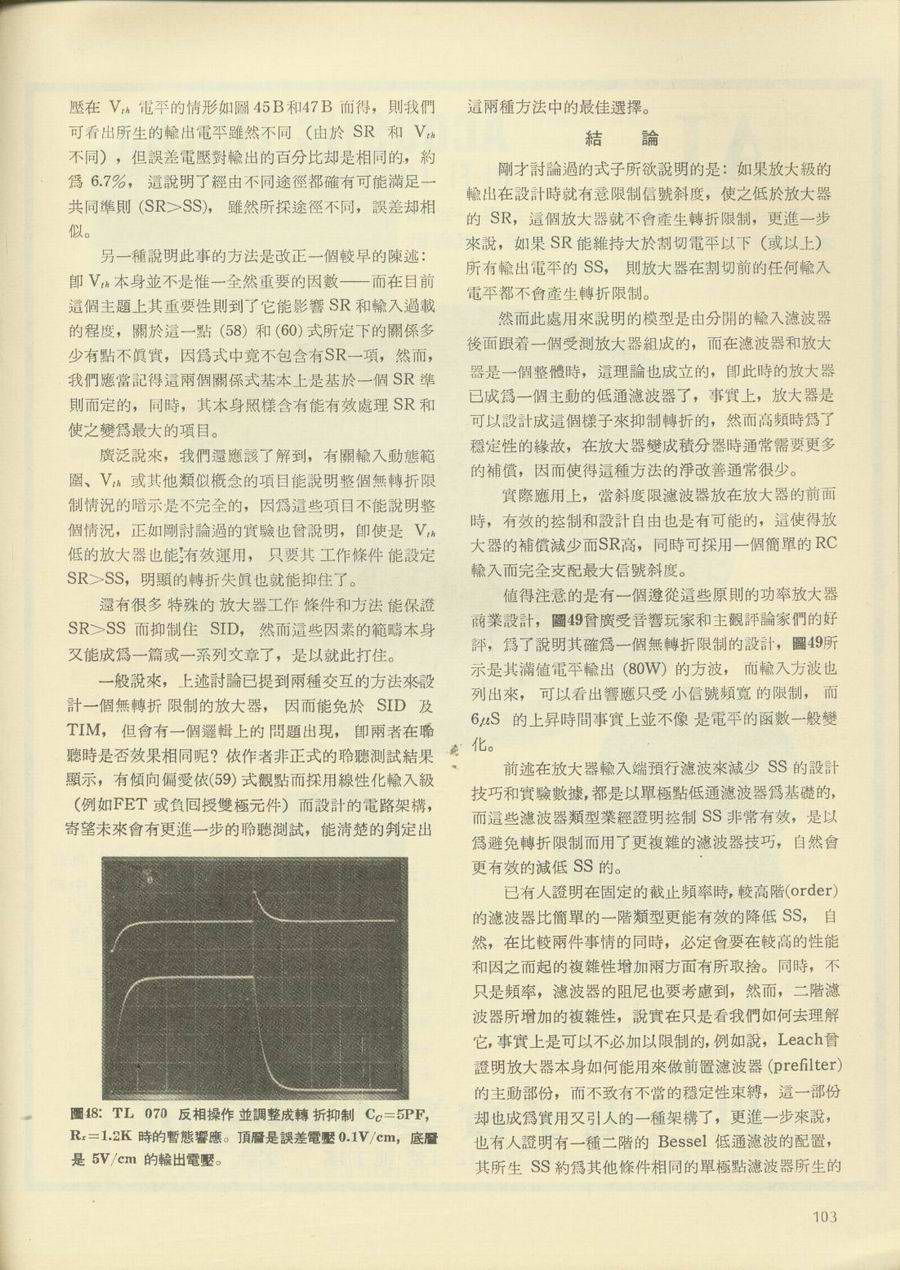 壓在 Vth 電平的情形如圖 45B和47B 而得，則我們
可看出所生的輸出電平雖然不同（由於 SR 和 Vth
不同），但誤差電壓對輸出的百分比却是相同的，約
爲 6.7%，這說明了經由不同途徑都確有可能滿足一
共同準則 (SR>SS)，雖然所採途徑不同，誤差却相
似。
另一種說明此事的方法是改正一個較早的陳述：
卽 Vth 本身並不是惟一全然重要的因數——而在目前
這個主題上其重要性則到了它能影響 SR 和輸入過載
的程度，關於這一點 (58) 和 (60) 式所定下的關係多
少有點不眞實，因爲式中竟不包含有SR一項，然而，
我們應當記得這兩個關係式基本上是基於一個 SR 準
則而定的，同時，其本身照樣含有能有效處理 SR 和
使之變爲最大的項目。
廣泛說來，我們還應該了解到，有關輸入動態範
圍、Vth 或其他類似概念的項目能說明整個無轉折限
制情況的暗示是不完全的，因爲這些項目不能說明整
個情況，正如剛討論過的實驗也曾說明，卽使是 Vth
低的放大器也能有效運用，只要其工作條件能設定
SR>SS，明顯的轉折失眞也就能抑住了。
還有很多特殊的放大器工作條件和方法能保證
SR>SS 而抑制住 SID，然而這些因素的範疇本身
又能成爲一篇或一系列文章了，是以就此打住。
一般說來，上述討論已提到兩種交互的方法來設
計一個無轉折限制的放大器，因而能免於 SID 及
TIM，但會有一個邏輯上的問題出現，卽兩者在聆
聽時是否效果相同呢？依作者非正式的聆聽測試結果
顯示，有傾向偏愛依(59) 式觀點而採用線性化輸入級
（例如FET 或負回授雙極元件）而設計的電路架構，
寄望未來會有更進一步的聆聽測試，能淸楚的判定出
圖48：TL 070 反相操作並調整成轉折抑制 CC=5PF，
Rr=1.2K 時的暫態響應。頂層是誤差電壓 0.1V/cm，底層
是 5V/cm 的輸出電壓。
這兩種方法中的最佳選擇。
結 論
剛才討論過的式子所欲說明的是：如果放大級的
輸出在設計時就有意限制信號斜度，使之低於放大器
的 SR，這個放大器就不會產生轉折限制，更進一步
來說，如果 SR 能維持大於割切電平以下（或以上）
所有輸出電平的 SS，則放大器在割切前的任何輸入
電平都不會產生轉折限制。
然而此處用來說明的模型是由分開的輸入濾波器
後面跟着一個受測放大器組成的，而在濾波器和放大
器是一個整體時，這理論也成立的，卽此時的放大器
已成爲一個主動的低通濾波器了，事實上，放大器是
可以設計成這個樣子來抑制轉折的，然而高頻時爲了
穩定性的緣故，在放大器變成積分器時通常需要更多
的補償，因而使得這種方法的淨改善通常很少。
實際應用上，當斜度限濾波器放在放大器的前面
時，有效的控制和設計自由也是有可能的，這使得放
大器的補償減少而SR高，同時可採用一個簡單的 RC
輸入而完全支配最大信號斜度。
値得注意的是有一個遵從這些原則的功率放大器
商業設計，圖49曾廣受音響玩家和主觀評論家們的好
評，爲了說明其確爲一個無轉折限制的設計，圖49所
示是其滿値電平輸出 (80W) 的方波，而輸入方波也
列出來，可以看出響應只受小信號頻寬的限制，而
6μS 的上昇時間事實上並不像是電平的函數一般變
化。
前述在放大器輸入端預行濾波來減少 SS 的設計
技巧和實驗數據，都是以單極點低通濾波器爲基礎的，
而這些濾波器類型業經證明控制 SS 非常有效，是以
爲避免轉折限制而用了更複雜的濾波器技巧，自然會
更有效的減低 SS 的。
已有人證明在固定的截止頻率時，較高階(order)
的濾波器比簡單的一階類型更能有效的降低 SS，自
然，在比較兩件事情的同時，必定會要在較高的性能
和因之而起的複雜性增加兩方面有所取捨。同時，不
只是頻率，濾波器的阻尼也要考慮到，然而，二階濾
波器所增加的複雜性，說實在只是看我們如何去理解
它，事實上是可以不必加以限制的，例如說，Leach曾
證明放大器本身如何能用來做前置濾波器 (prefilter)
的主動部份，而不致有不當的穩定性束縛，這一部份
却也成爲實用又引人的一種架構了，更進一步來說，
也有人證明有一種二階的 Bessel 低通濾波的配置，
其所生 SS 約爲其他條件相同的單極點濾波器所生的
103